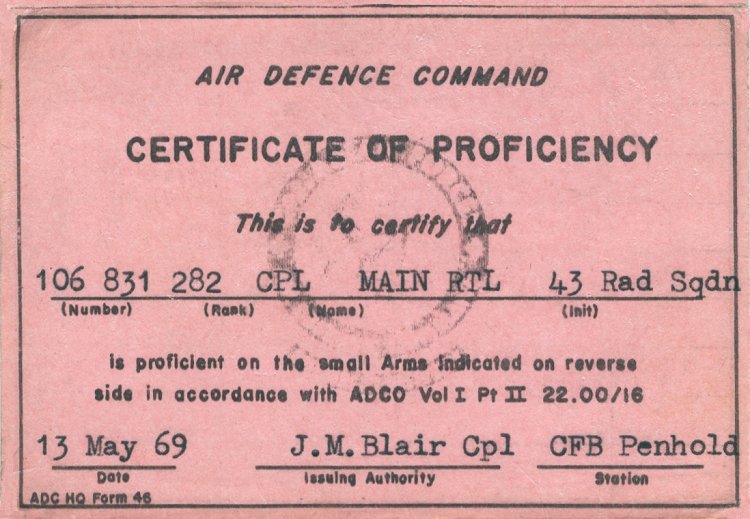 AIR DEFENCE COMMAND
CERTIFICATE OF PROFICIENCY
This is to certify that
106 831 282 CPL MAIN RTL 43 Rad Sqdn
(Number) (Rank) (Name) (Init)
is proficient on the small Arms indicated on reverse
side in accordance with ADCO Vol I Pt II 22.00/16
13 May 69 J.M.Blair Cpl CFB Penhold
Date Issuing Authority Station
ADC HQ Form 46